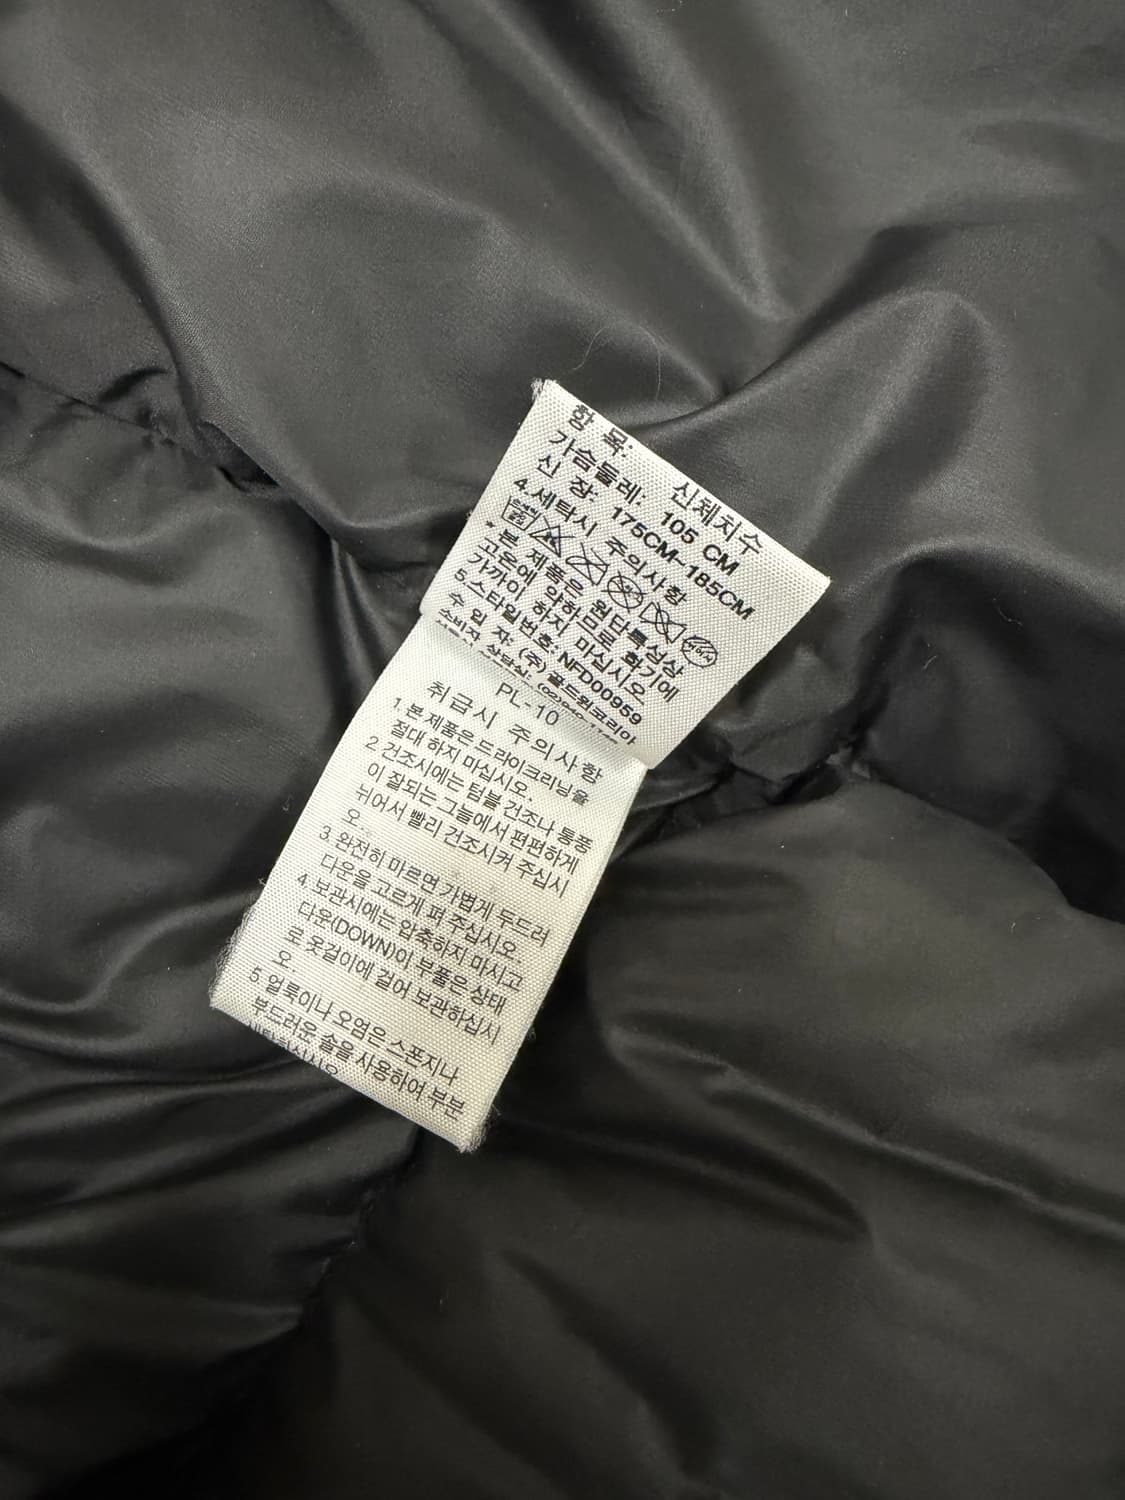 항 목: 신체치수
가슴둘레: 105 CM
신 장: 175CM-185CM
4.세탁시 주의사항
* 본 제품은 원단특성상
고온에 약하므로 화기에
가까이 하지 마십시오
5.스타일번호: NFD00959
수 입 자: (주)골드윈코리아
소비자 상담실:
PL-10
취급시 주의사항
1.본 제품은 드라이크리닝을
절대 하지 마십시오.
2 건조시에는 텀블 건조나 통풍
이 잘되는 그늘에서 편편하게
뉘어서 빨리 건조시켜 주십시
오.
3. 완전히 마르면 가볍게 두드러
다운을 고르게 펴 주십시오.
4.보관시에는 압축하지 마시고
다운(DOWN)이 부품은 상태
로 옷걸이에 걸어 보관하십시
오.
5 얼룩이나 오염은 스폰지나
부드러운 솔을 사용하여 부분